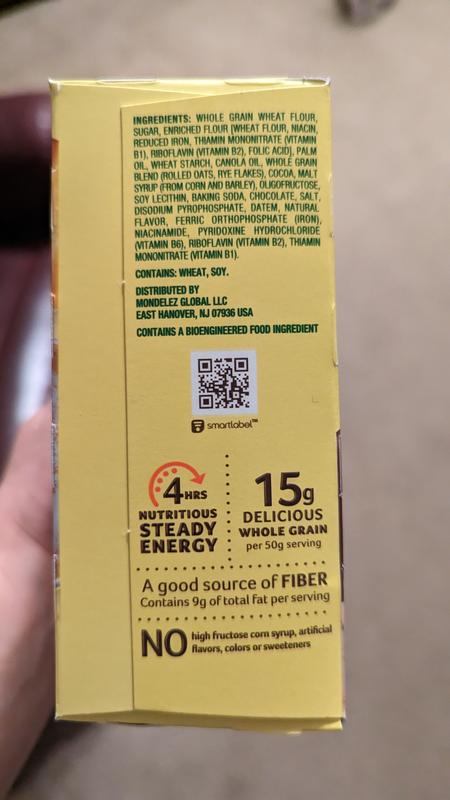 INGREDIENTS: WHOLE GRAIN WHEAT FLOUR,
SUGAR, ENRICHED FLOUR [WHEAT FLOUR, NIACIN,
REDUCED IRON, THIAMIN MONONITRATE (VITAMIN
B1), RIBOFLAVIN (VITAMIN B2), FOLIC ACID], PALM
OIL, WHEAT STARCH, CANOLA OIL, WHOLE GRAIN
BLEND (ROLLED OATS, RYE FLAKES), COCOA, MALT
SYRUP (FROM CORN AND BARLEY), OLIGOFRUCTOSE,
SOY LECITHIN, BAKING SODA, CHOCOLATE, SALT,
DISODIUM PYROPHOSPHATE, DATEM, NATURAL
FLAVOR, FERRIC ORTHOPHOSPHATE (IRON),
NIACINAMIDE, PYRIDOXINE HYDROCHLORIDE
(VITAMIN B6), RIBOFLAVIN (VITAMIN B2), THIAMIN
MONONITRATE (VITAMIN B1).
CONTAINS: WHEAT, SOY.
DISTRIBUTED BY
MONDELEZ GLOBAL LLC
EAST HANOVER, NJ 07936 USA
CONTAINS A BIOENGINEERED FOOD INGREDIENT
smartlabel™
4HRS
NUTRITIOUS
STEADY
ENERGY
15g
DELICIOUS
WHOLE GRAIN
per 50g serving
A good source of FIBER
Contains 9g of total fat per serving
NO high fructose corn syrup, artificial
flavors, colors or sweeteners